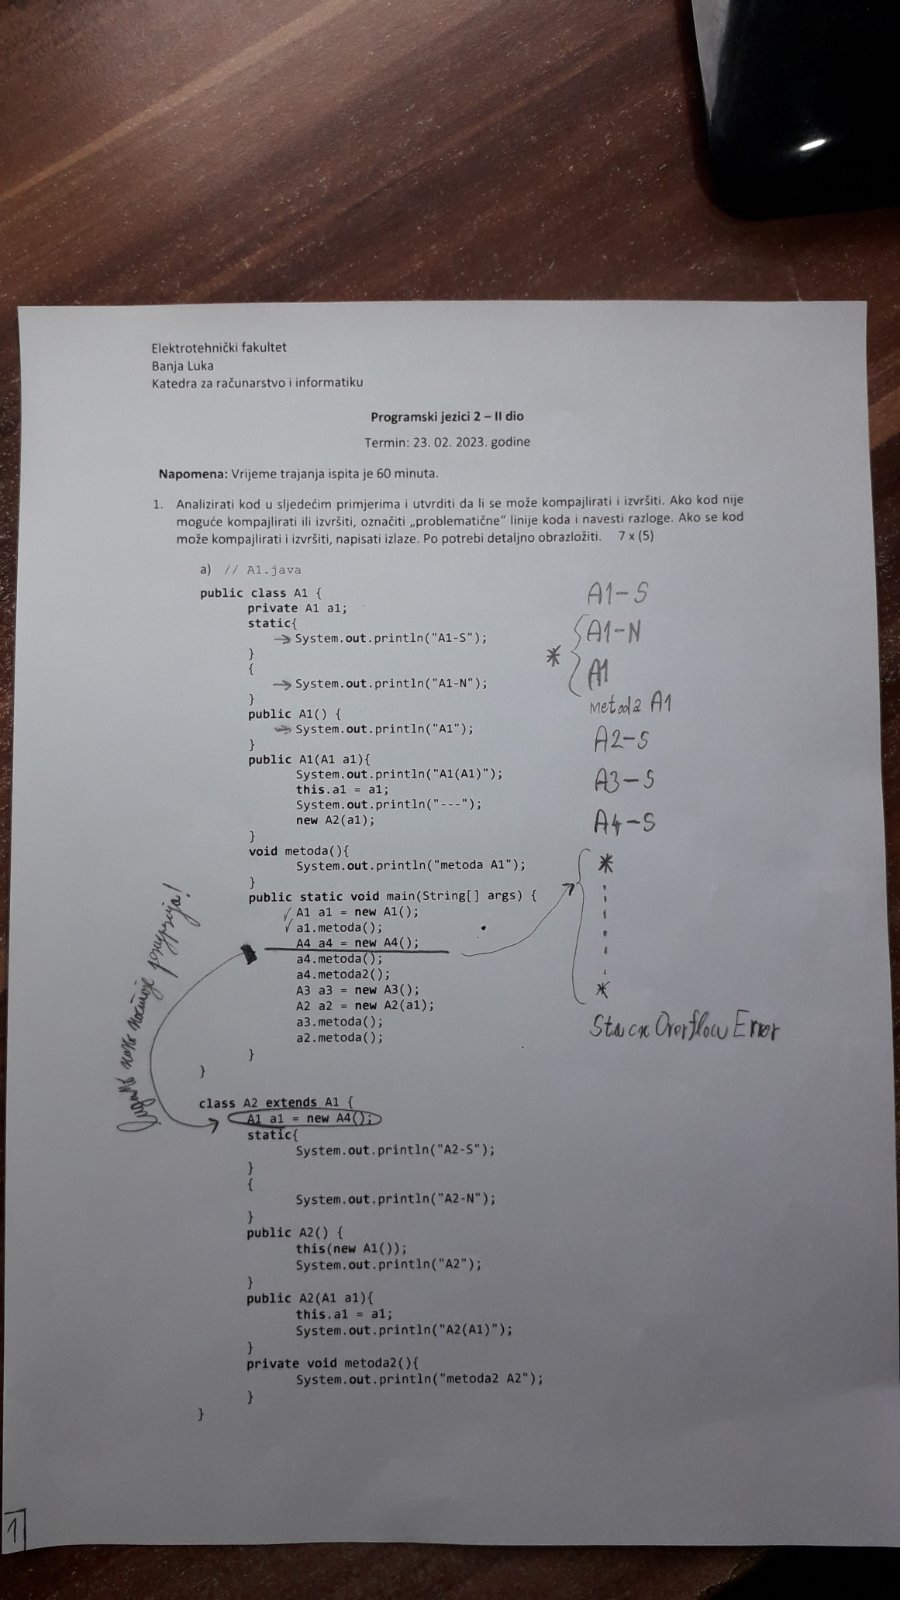 Elektrotehnički fakultet
Banja Luka
Katedra za računarstvo i informatiku
Programski jezici 2 – II dio
Termin: 23. 02. 2023. godine
Napomena: Vrijeme trajanja ispita je 60 minuta.
1. Analizirati kod u sljedećim primjerima i utvrditi da li se može kompajlirati i izvršiti. Ako kod nije
moguće kompajlirati ili izvršiti, označiti „problematične” linije koda i navesti razloge. Ako se kod
može kompajlirati i izvršiti, napisati izlaze. Po potrebi detaljno obrazložiti. 7 x (5)
a) // A1.java
public class A1 {
private A1 a1;
static{
System.out.println("A1-S");
}
{
System.out.println("A1-N");
}
public A1() {
System.out.println("A1");
}
public A1(A1 a1){
System.out.println("A1(A1)");
this.a1 = a1;
System.out.println("---");
new A2(a1);
}
void metoda(){
System.out.println("metoda A1");
}
public static void main(String[] args) {
A1 a1 = new A1();
a1.metoda();
A4 a4 = new A4();
a4.metoda();
a4.metoda2();
A3 a3 = new A3();
A2 a2 = new A2(a1);
a3.metoda();
a2.metoda();
}
}
class A2 extends A1 {
A1 a1 = new A4();
static{
System.out.println("A2-S");
}
{
System.out.println("A2-N");
}
public A2() {
this(new A1());
System.out.println("A2");
}
public A2(A1 a1){
this.a1 = a1;
System.out.println("A2(A1)");
}
private void metoda2(){
System.out.println("metoda2 A2");
}
}
A1-S
* A1-N
A1
metoda A1
A2-S
A3-S
A4-S
*
*
Stack Overflow Error
1